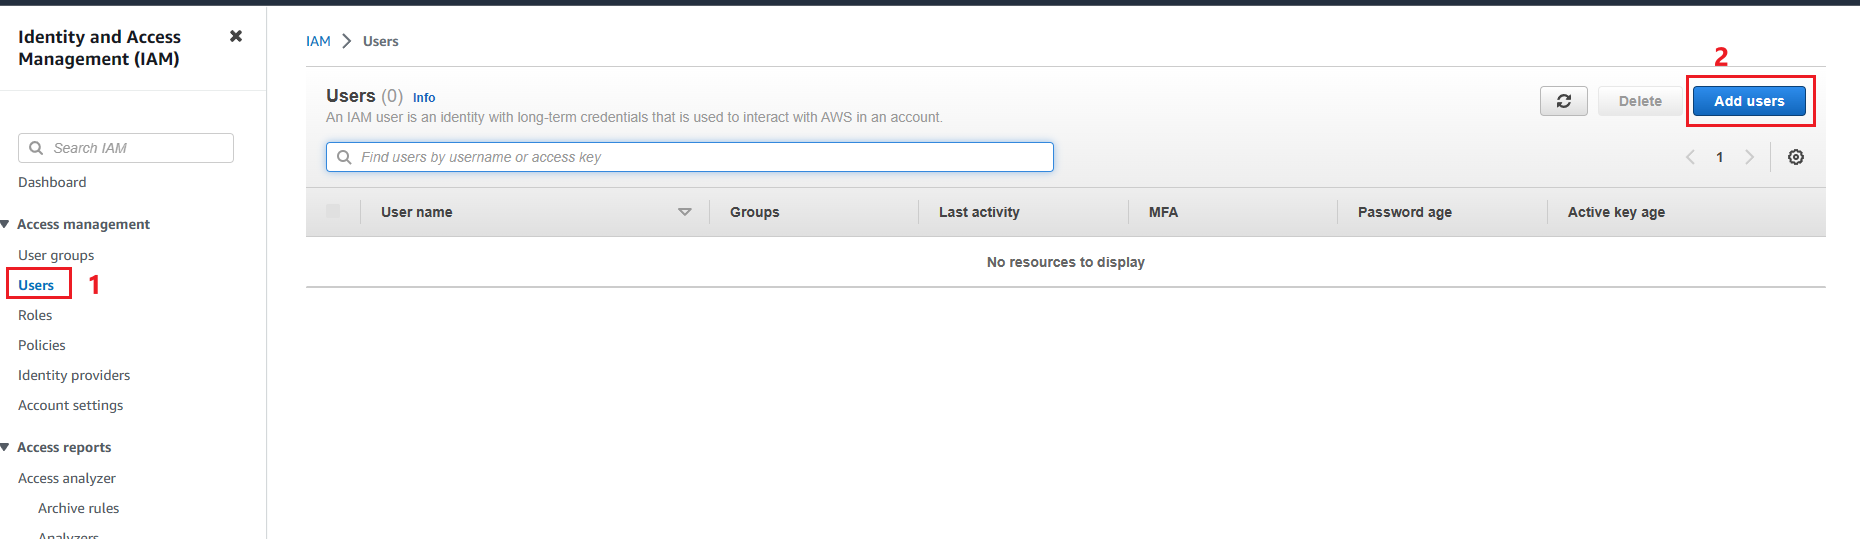 Identity and Access
Management (IAM)
Search IAM
Dashboard
Access management
User groups
Users
1
Roles
Policies
Identity providers
Account settings
Access reports
Access analyzer
Archive rules
Analyzers
IAM > Users
2
Users (0) Info
An IAM user is an identity with long-term credentials that is used to interact with AWS in an account.
Delete
Add users
Find users by username or access key
1
User name Groups Last activity MFA Password age Active key age
No resources to display